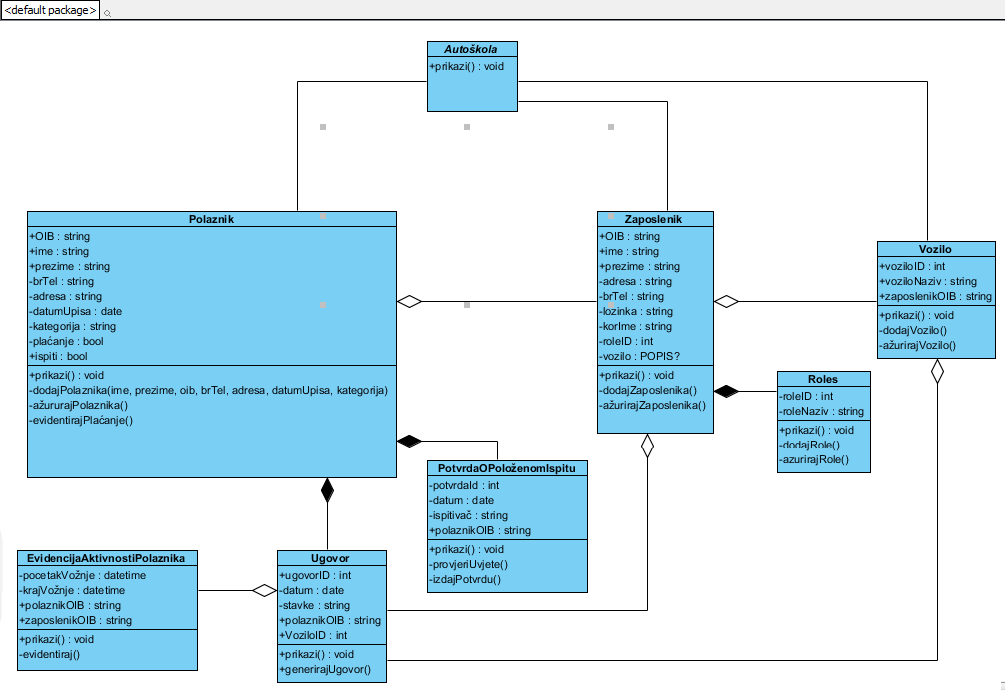 <default package>
Autoškola
+prikazi() : void
Polaznik
+OIB : string
+ime : string
+prezime : string
-brTel : string
-adresa : string
-datumUpisa : date
-kategorija : string
-plaćanje : bool
+ispiti : bool
+prikazi() : void
-dodajPolaznika(ime, prezime, oib, brTel, adresa, datumUpisa, kategorija)
-ažururajPolaznika()
-evidentirajPlaćanje()
Zaposlenik
+OIB : string
+ime : string
+prezime : string
-adresa : string
-brTel : string
-lozinka : string
-korIme : string
-roleID : int
-vozilo : POPIS?
+prikazi() : void
-dodajZaposlenika()
-ažurirajZaposlenika()
Vozilo
+voziloID : int
+voziloNaziv : string
+zaposlenikOIB : string
+prikazi() : void
-dodajVozilo()
-ažurirajVozilo()
Roles
-roleID : int
-roleNaziv : string
+prikazi() : void
-dodajRole()
-azurirajRole()
PotvrdaOPoloženomIspitu
-potvrdaId : int
-datum : date
-ispitivač : string
+polaznikOIB : string
+prikazi() : void
-provjeriUvjete()
-izdajPotvrdu()
EvidencijaAktivnostiPolaznika
-pocetakVožnje : datetime
-krajVožnje : datetime
+polaznikOIB : string
+zaposlenikOIB : string
+prikazi() : void
-evidentiraj()
Ugovor
+ugovorID : int
-datum : date
-stavke : string
+polaznikOIB : string
+VoziloID : int
+prikazi() : void
+generirajUgovor()